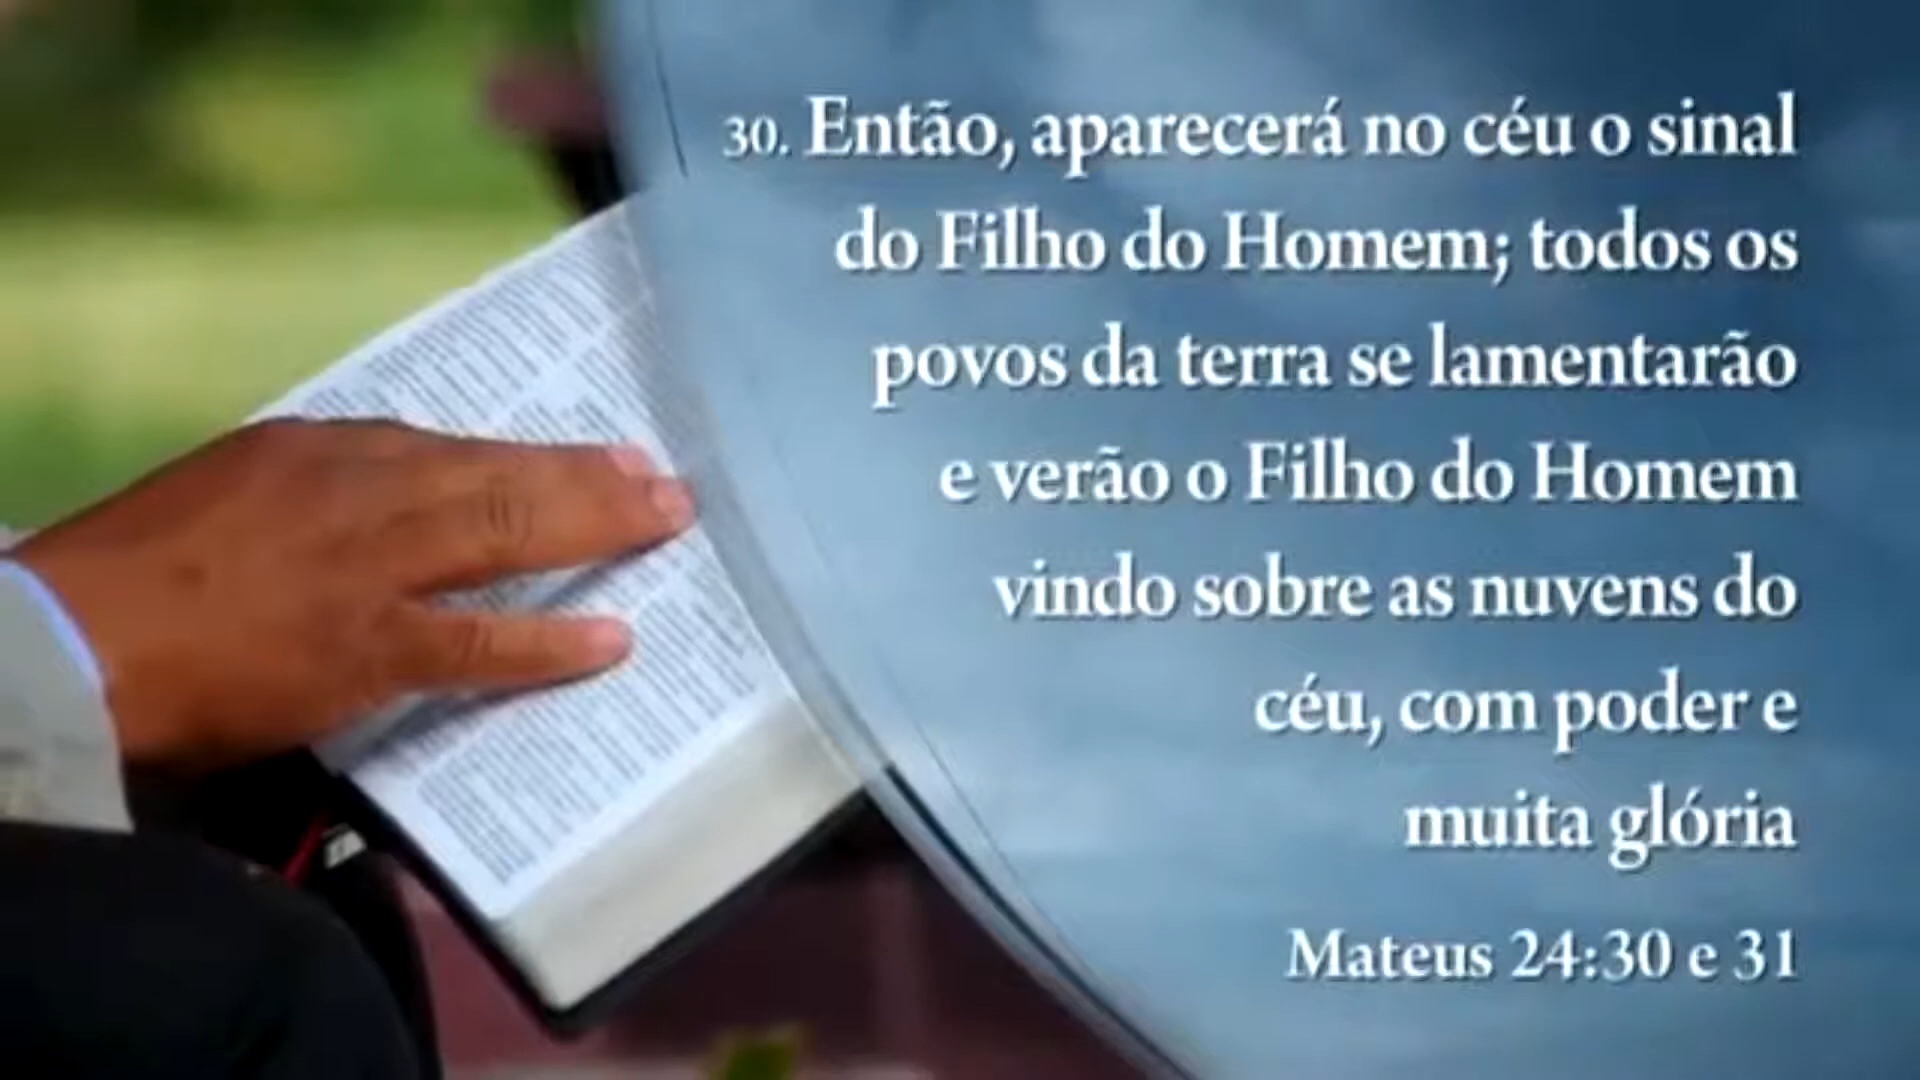 30. Então, aparecerá no céu o sinal
do Filho do Homem; todos os
povos da terra se lamentarão
e verão o Filho do Homem
vindo sobre as nuvens do
céu, com poder e
muita glória
Mateus 24:30 e 31